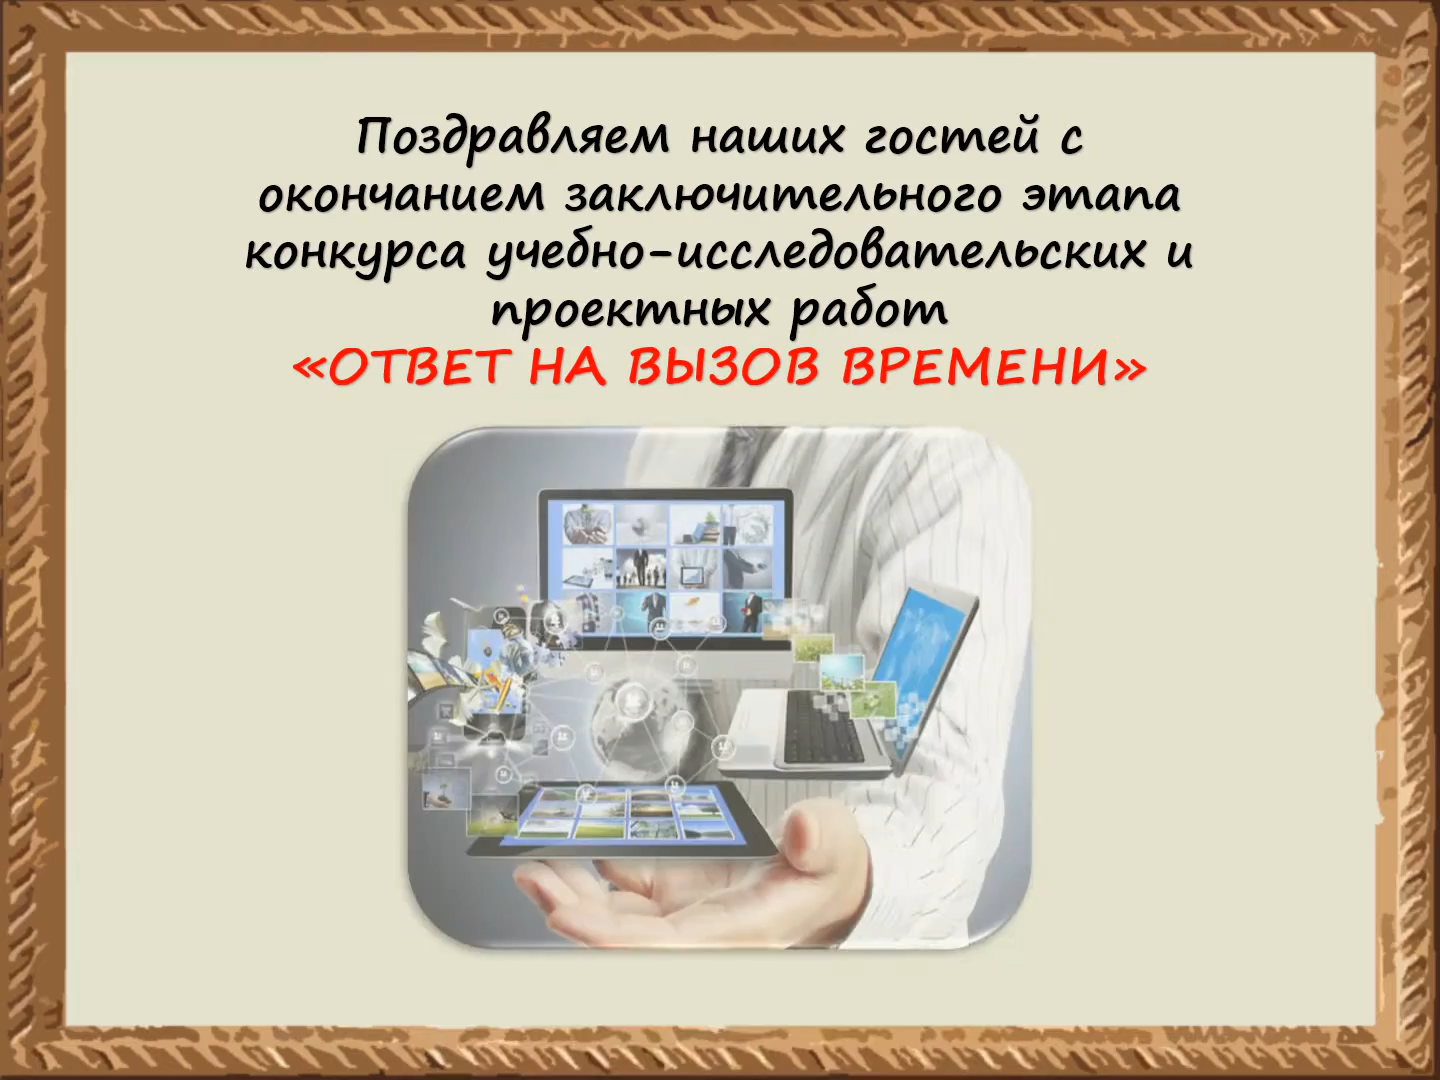 Поздравляем наших гостей с
окончанием заключительного этапа
конкурса учебно-исследовательских и
проектных работ
«ОТВЕТ НА ВЫЗОВ ВРЕМЕНИ»